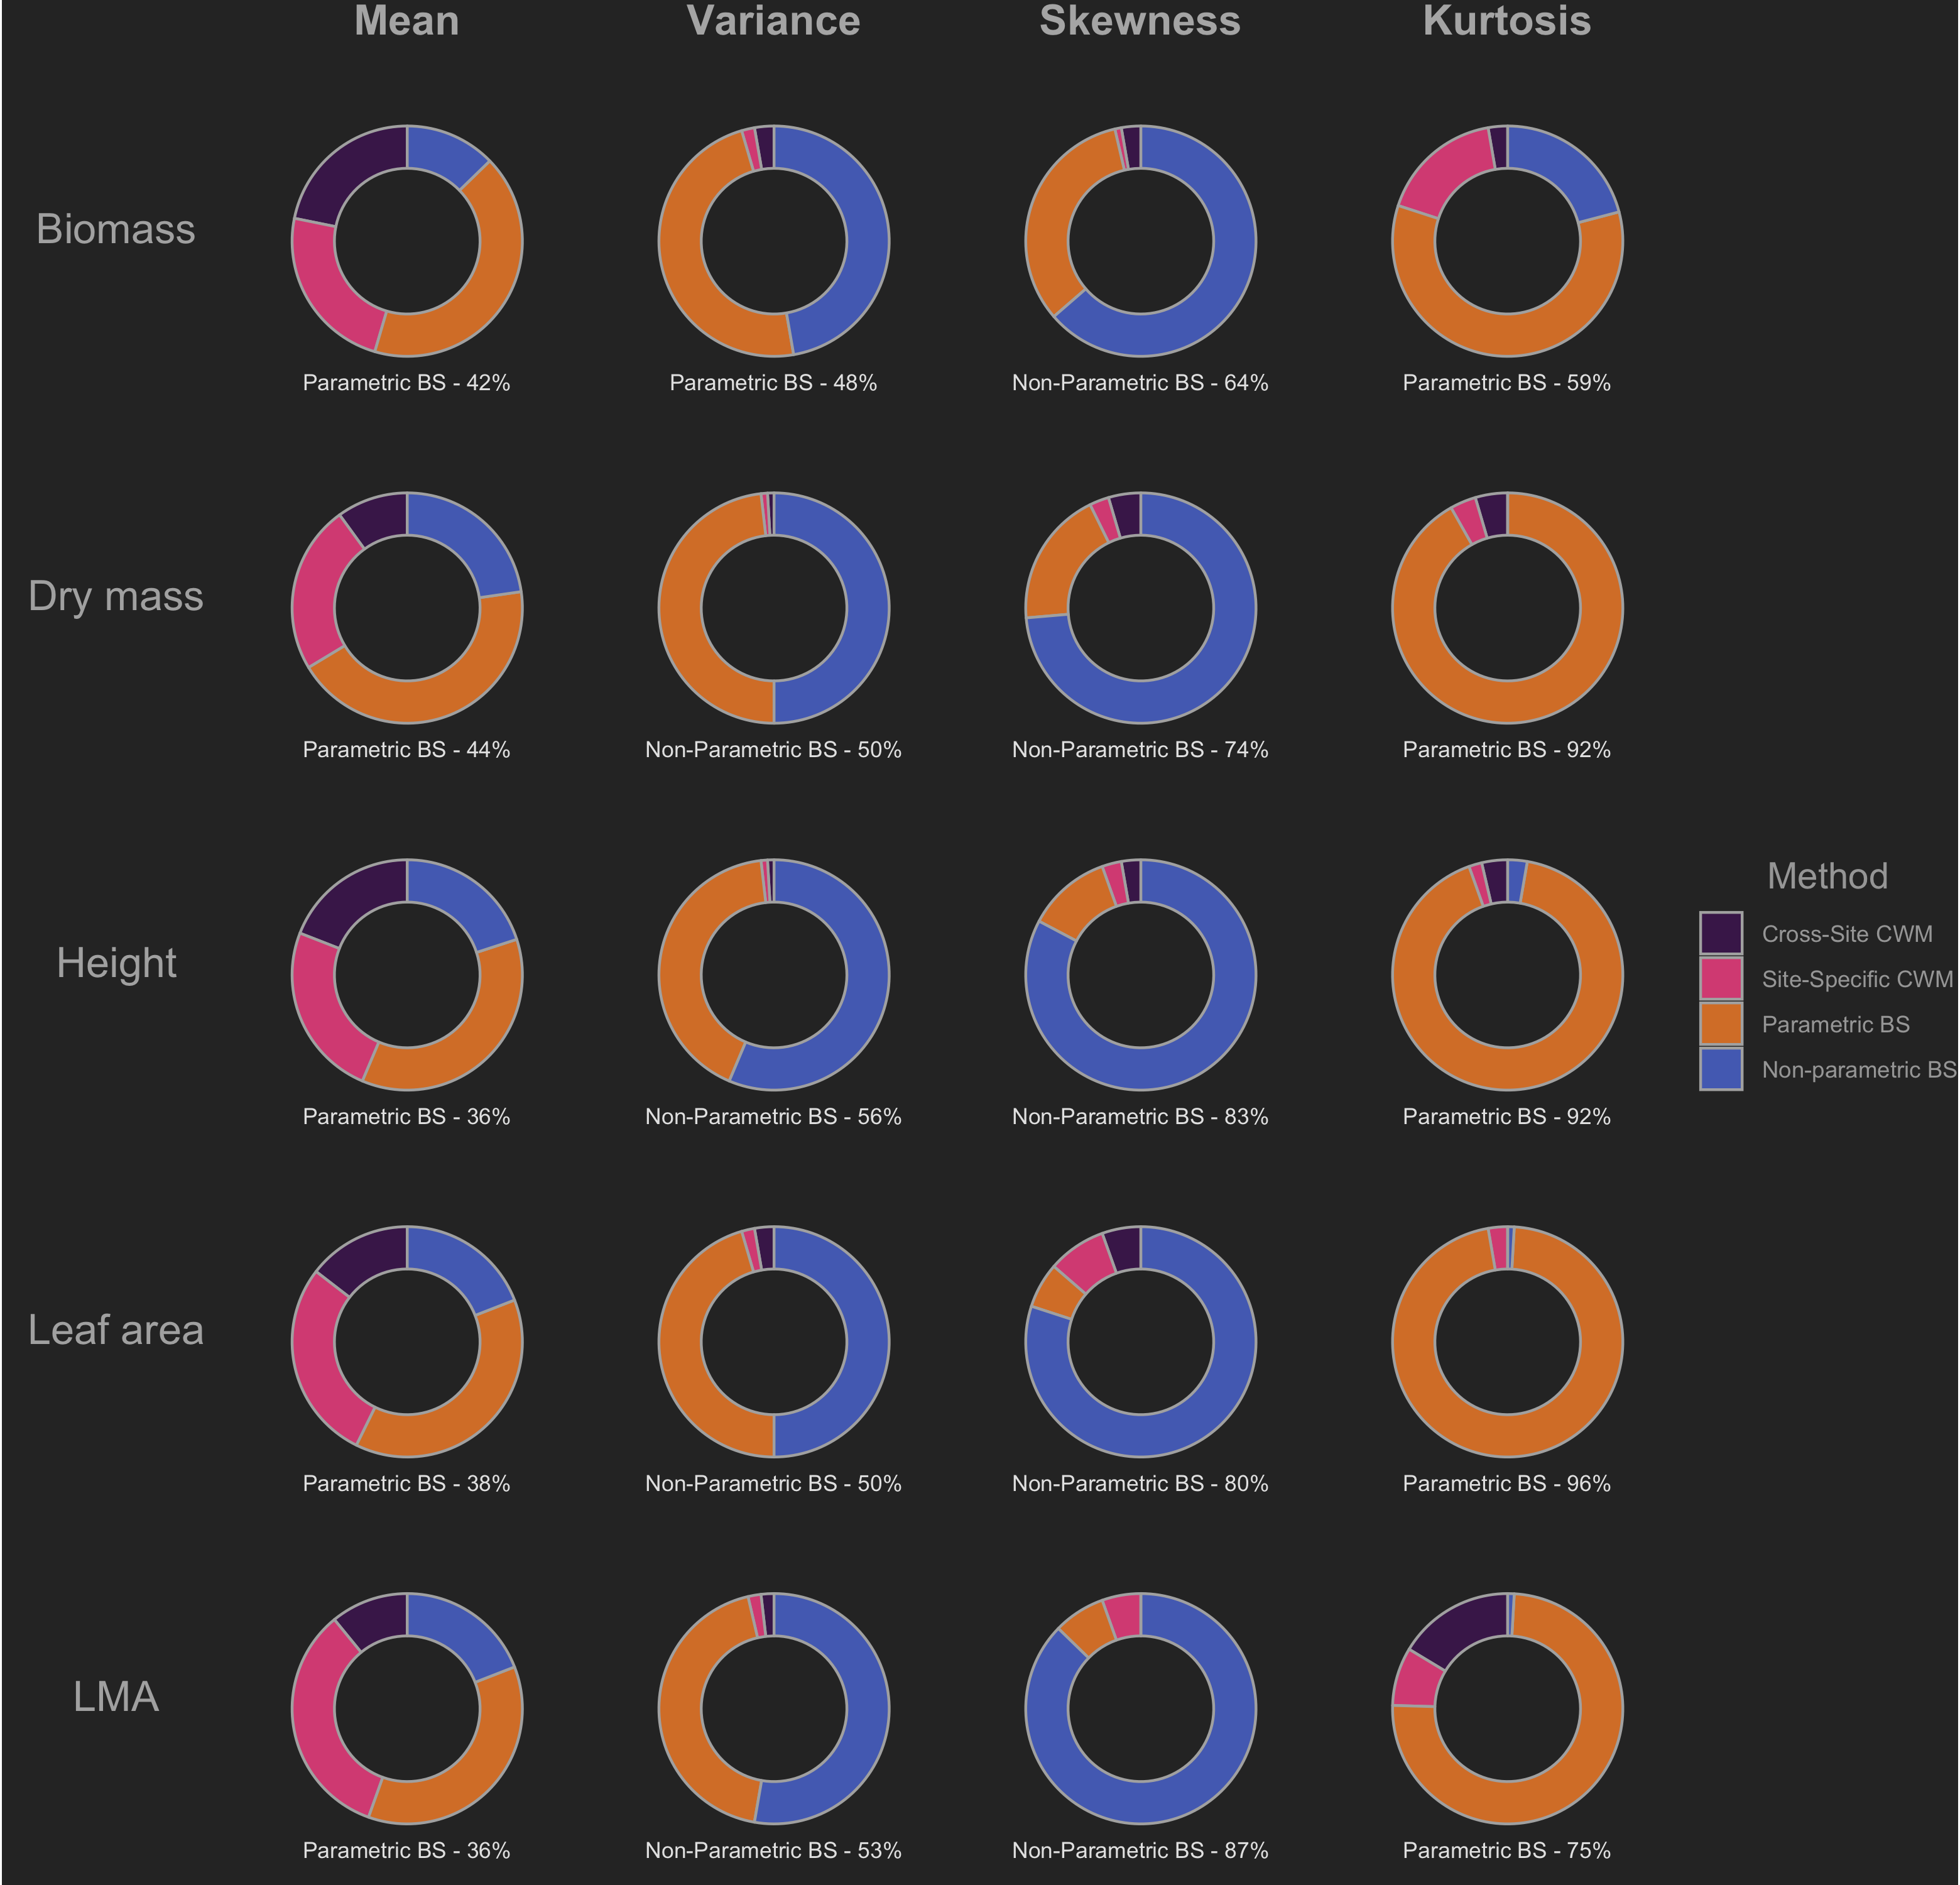 Mean Variance Skewness Kurtosis
Biomass
Parametric BS - 42% Parametric BS - 48% Non-Parametric BS - 64% Parametric BS - 59%
Dry mass
Parametric BS - 44% Non-Parametric BS - 50% Non-Parametric BS - 74% Parametric BS - 92%
Height
Parametric BS - 36% Non-Parametric BS - 56% Non-Parametric BS - 83% Parametric BS - 92%
Leaf area
Parametric BS - 38% Non-Parametric BS - 50% Non-Parametric BS - 80% Parametric BS - 96%
LMA
Parametric BS - 36% Non-Parametric BS - 53% Non-Parametric BS - 87% Parametric BS - 75%
Method
Cross-Site CWM
Site-Specific CWM
Parametric BS
Non-parametric BS